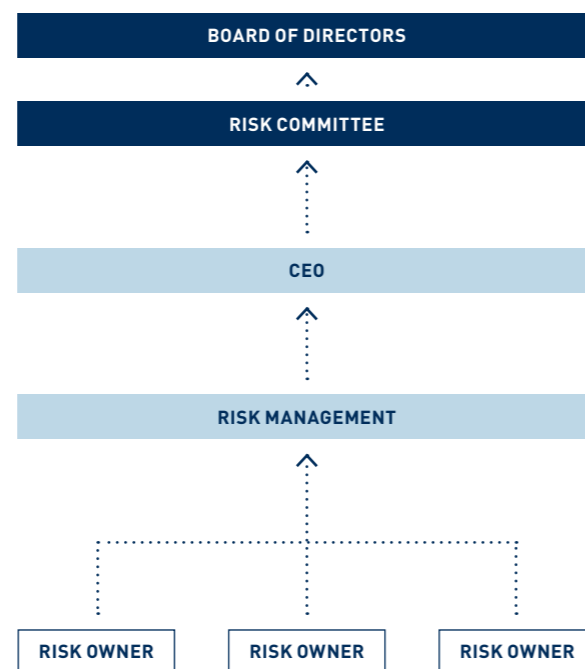 BOARD OF DIRECTORS
RISK COMMITTEE
CEO
RISK MANAGEMENT
RISK OWNER
RISK OWNER
RISK OWNER